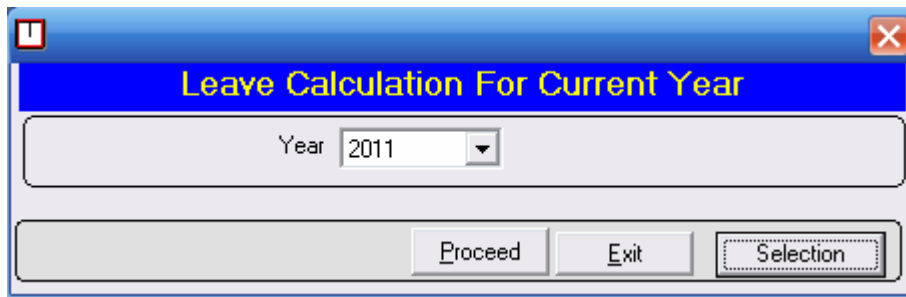 Leave Calculation For Current Year
Year 2011
Proceed Exit Selection